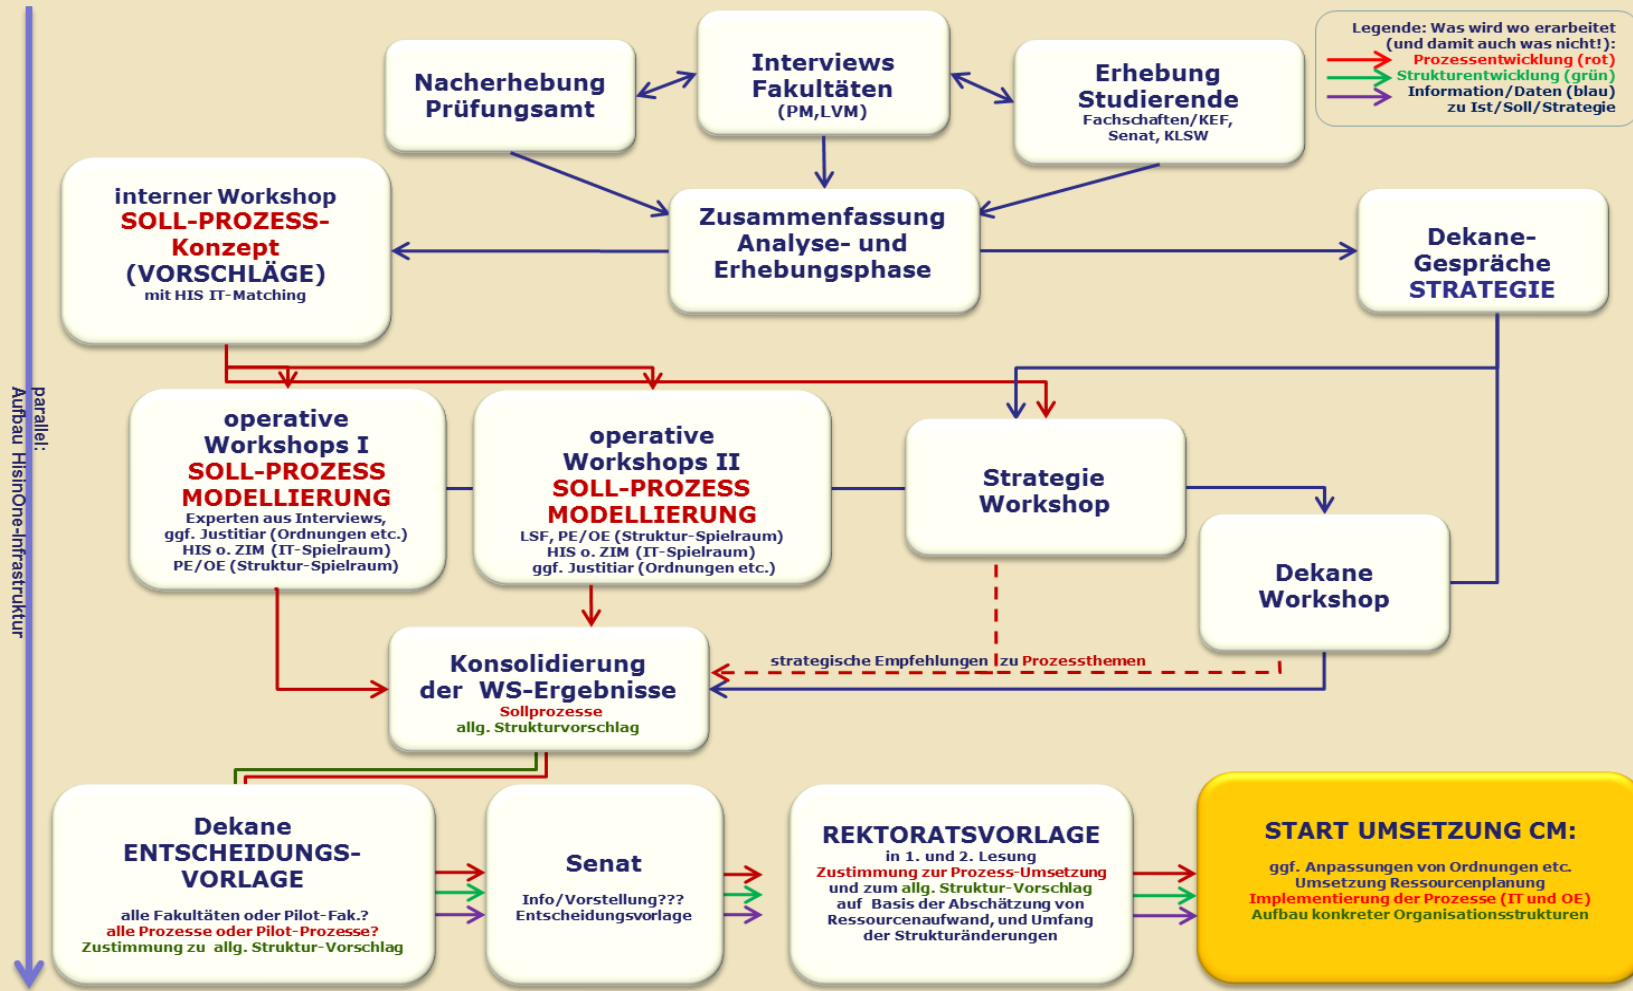 Legende: Was wird wo erarbeitet
(und damit auch was nicht!):
Prozessentwicklung (rot)
Strukturentwicklung (grün)
Information/Daten (blau)
zu Ist/Soll/Strategie
Nacherhebung
Prüfungsamt
Interviews
Fakultäten
(PM,LVM)
Erhebung
Studierende
Fachschaften/KEF,
Senat, KLSW
interner Workshop
SOLL-PROZESS-
Konzept
(VORSCHLÄGE)
mit HIS IT-Matching
Zusammenfassung
Analyse- und
Erhebungsphase
Dekane-
Gespräche
STRATEGIE
parallel:
Aufbau HisinOne-Infrastruktur
operative
Workshops I
SOLL-PROZESS
MODELLIERUNG
Experten aus Interviews,
ggf. Justitiar (Ordnungen etc.)
HIS o. ZIM (IT-Spielraum)
PE/OE (Struktur-Spielraum)
operative
Workshops II
SOLL-PROZESS
MODELLIERUNG
LSF, PE/OE (Struktur-Spielraum)
HIS o. ZIM (IT-Spielraum)
ggf. Justitiar (Ordnungen etc.)
Strategie
Workshop
Dekane
Workshop
strategische Empfehlungen zu Prozessthemen
Konsolidierung
der WS-Ergebnisse
Sollprozesse
allg. Strukturvorschlag
Dekane
ENTSCHEIDUNGS-
VORLAGE
alle Fakultäten oder Pilot-Fak.?
alle Prozesse oder Pilot-Prozesse?
Zustimmung zu allg. Struktur-Vorschlag
Senat
Info/Vorstellung???
Entscheidungsvorlage
REKTORATSVORLAGE
in 1. und 2. Lesung
Zustimmung zur Prozess-Umsetzung
und zum allg. Struktur-Vorschlag
auf Basis der Abschätzung von
Ressourcenaufwand, und Umfang
der Strukturänderungen
START UMSETZUNG CM:
ggf. Anpassungen von Ordnungen etc.
Umsetzung Ressourcenplanung
Implementierung der Prozesse (IT und OE)
Aufbau konkreter Organisationsstrukturen